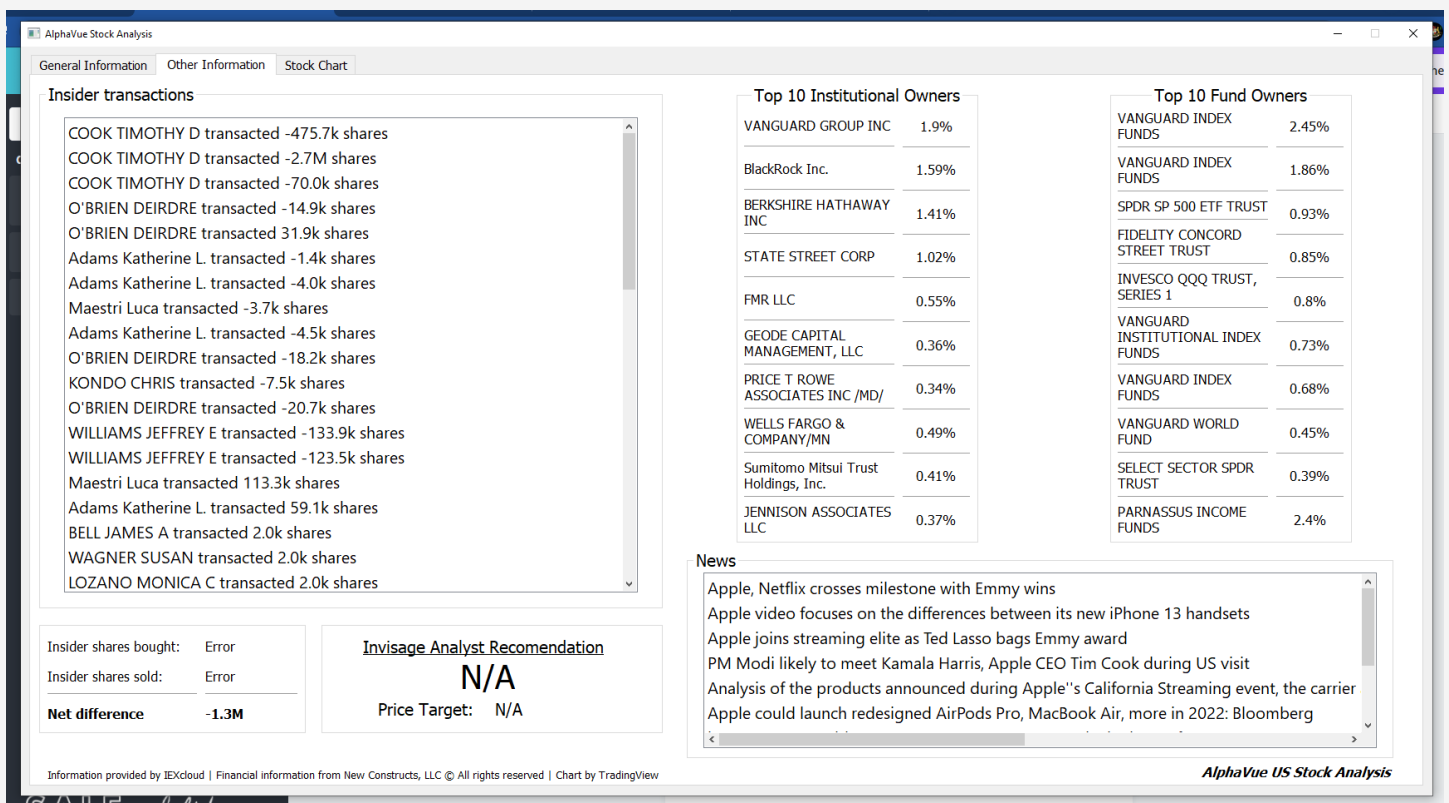 AlphaVue Stock Analysis
General Information Other Information Stock Chart
Insider transactions
COOK TIMOTHY D transacted -475.7k shares
COOK TIMOTHY D transacted -2.7M shares
COOK TIMOTHY D transacted -70.0k shares
O'BRIEN DEIRDRE transacted -14.9k shares
O'BRIEN DEIRDRE transacted 31.9k shares
Adams Katherine L. transacted -1.4k shares
Adams Katherine L. transacted -4.0k shares
Maestri Luca transacted -3.7k shares
Adams Katherine L. transacted -4.5k shares
O'BRIEN DEIRDRE transacted -18.2k shares
KONDO CHRIS transacted -7.5k shares
O'BRIEN DEIRDRE transacted -20.7k shares
WILLIAMS JEFFREY E transacted -133.9k shares
WILLIAMS JEFFREY E transacted -123.5k shares
Maestri Luca transacted 113.3k shares
Adams Katherine L. transacted 59.1k shares
BELL JAMES A transacted 2.0k shares
WAGNER SUSAN transacted 2.0k shares
LOZANO MONICA C transacted 2.0k shares
Insider shares bought: Error
Insider shares sold: Error
Net difference -1.3M
Invisage Analyst Recomendation
N/A
Price Target: N/A
Top 10 Institutional Owners
VANGUARD GROUP INC 1.9%
BlackRock Inc. 1.59%
BERKSHIRE HATHAWAY
INC 1.41%
STATE STREET CORP 1.02%
FMR LLC 0.55%
GEODE CAPITAL
MANAGEMENT, LLC 0.36%
PRICE T ROWE
ASSOCIATES INC /MD/ 0.34%
WELLS FARGO &
COMPANY/MN 0.49%
Sumitomo Mitsui Trust
Holdings, Inc. 0.41%
JENNISON ASSOCIATES
LLC 0.37%
Top 10 Fund Owners
VANGUARD INDEX
FUNDS 2.45%
VANGUARD INDEX
FUNDS 1.86%
SPDR SP 500 ETF TRUST 0.93%
FIDELITY CONCORD
STREET TRUST 0.85%
INVESCO QQQ TRUST,
SERIES 1 0.8%
VANGUARD
INSTITUTIONAL INDEX
FUNDS 0.73%
VANGUARD INDEX
FUNDS 0.68%
VANGUARD WORLD
FUND 0.45%
SELECT SECTOR SPDR
TRUST 0.39%
PARNASSUS INCOME
FUNDS 2.4%
News
Apple, Netflix crosses milestone with Emmy wins
Apple video focuses on the differences between its new iPhone 13 handsets
Apple joins streaming elite as Ted Lasso bags Emmy award
PM Modi likely to meet Kamala Harris, Apple CEO Tim Cook during US visit
Analysis of the products announced during Apple''s California Streaming event, the carrier
Apple could launch redesigned AirPods Pro, MacBook Air, more in 2022: Bloomberg
Information provided by IEXcloud | Financial information from New Constructs, LLC © All rights reserved | Chart by TradingView
AlphaVue US Stock Analysis